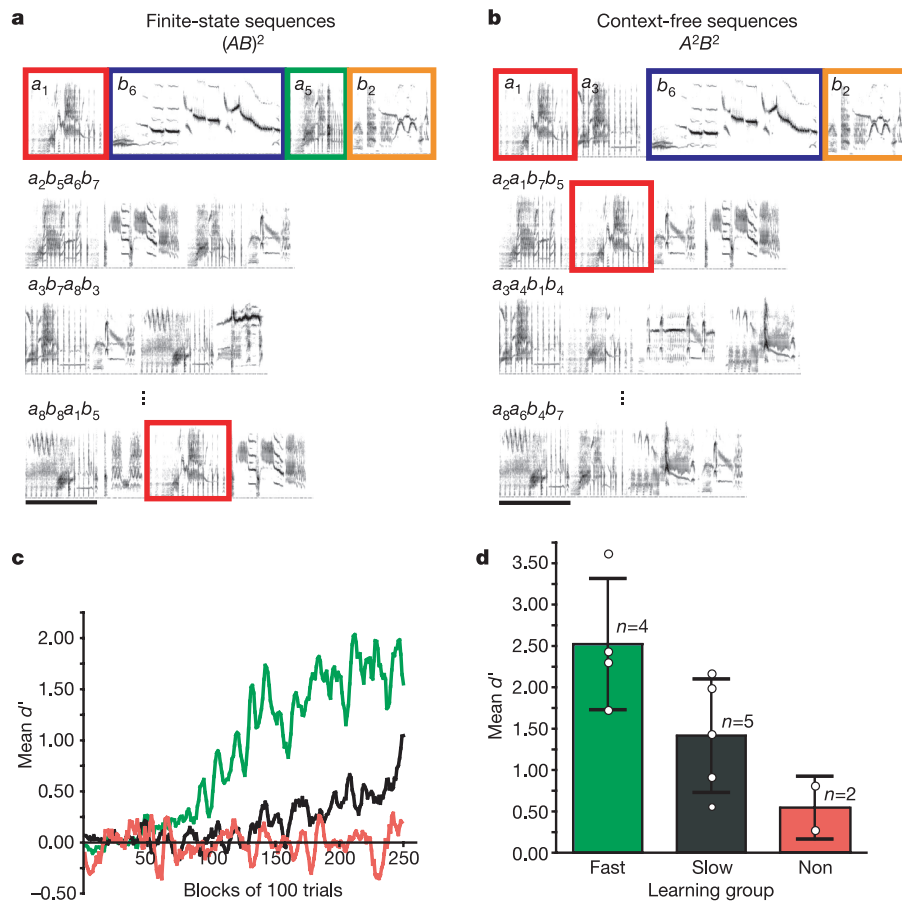 a
Finite-state sequences
(AB)²
a₁ b₆ a₅ b₂
a₂b₅a₆b₇
a₃b₇a₈b₃
a₈b₈a₁b₅
b
Context-free sequences
A²B²
a₁ a₃ b₆ b₂
a₂a₁b₇b₅
a₃a₄b₁b₄
a₈a₆b₄b₇
c
Mean d'
2.00
1.50
1.00
0.50
0.00
−0.50
50 100 150 200 250
Blocks of 100 trials
d
Mean d'
3.50
3.00
2.50
2.00
1.50
1.00
0.50
0.00
n=4
n=5
n=2
Fast Slow Non
Learning group